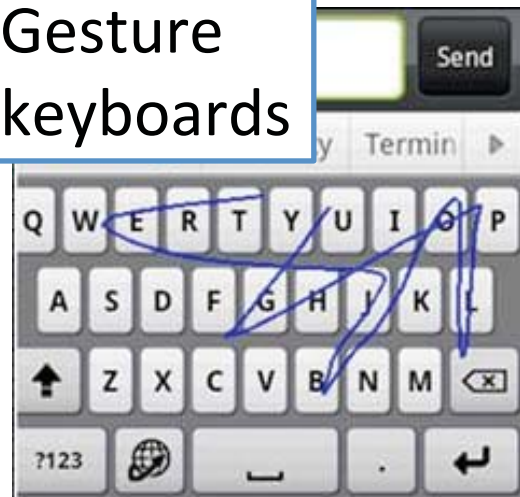 Gesture
keyboards
Send
y Termin
Q W E R T Y U I O P
A S D F G H J K L
Z X C V B N M
?123 .